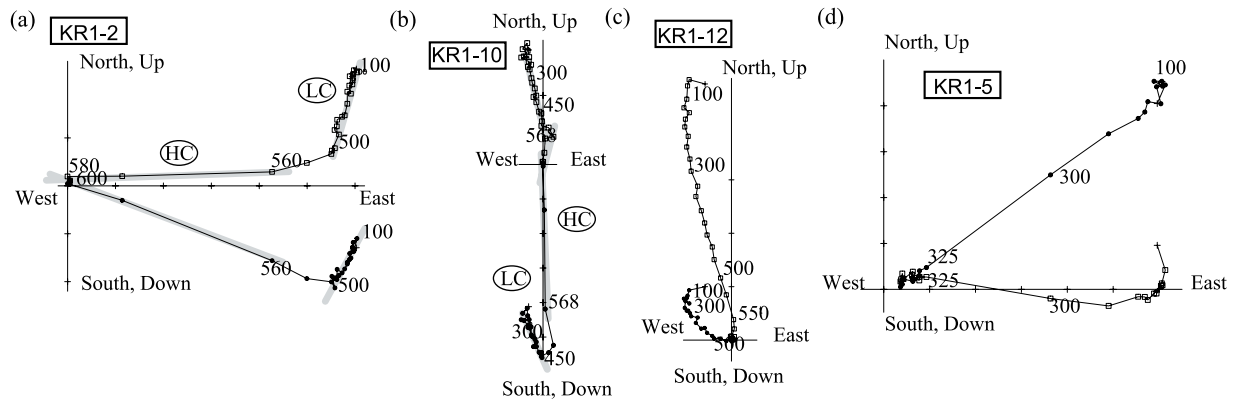 (a)
KR1-2
North, Up
100
LC
500
HC
560
580
600
West
East
100
560
500
South, Down
(b)
North, Up
KR1-10
300
450
568
West
East
HC
LC
568
300
450
South, Down
(c)
KR1-12
North, Up
100
300
500
100
300
550
West
East
500
South, Down
(d)
North, Up
100
KR1-5
300
325
West
325
East
300
South, Down